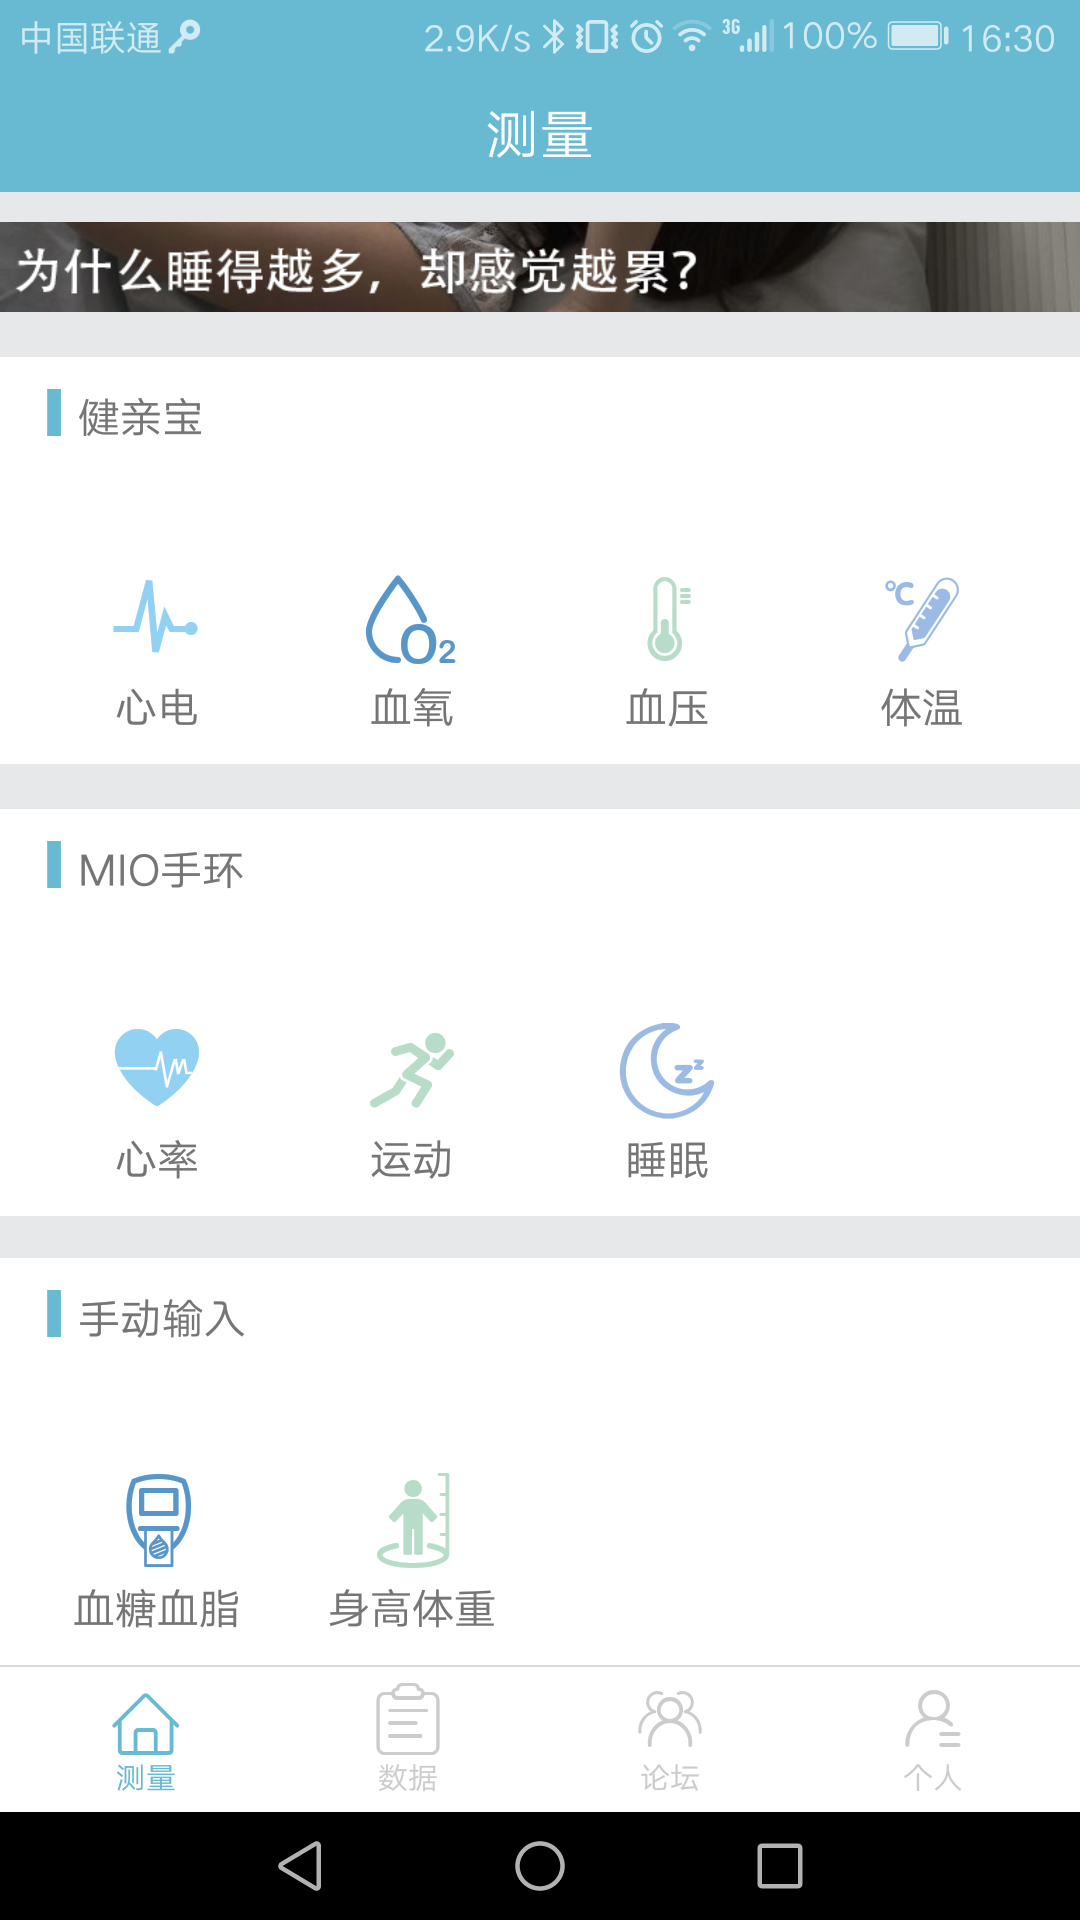 中国联通 2.9K/s 3G 100% 16:30
测量
为什么睡得越多，却感觉越累?
健亲宝
℃
O2
心电 血氧 血压 体温
MIO手环
zz
心率 运动 睡眠
手动输入
血糖血脂 身高体重
测量 数据 论坛 个人